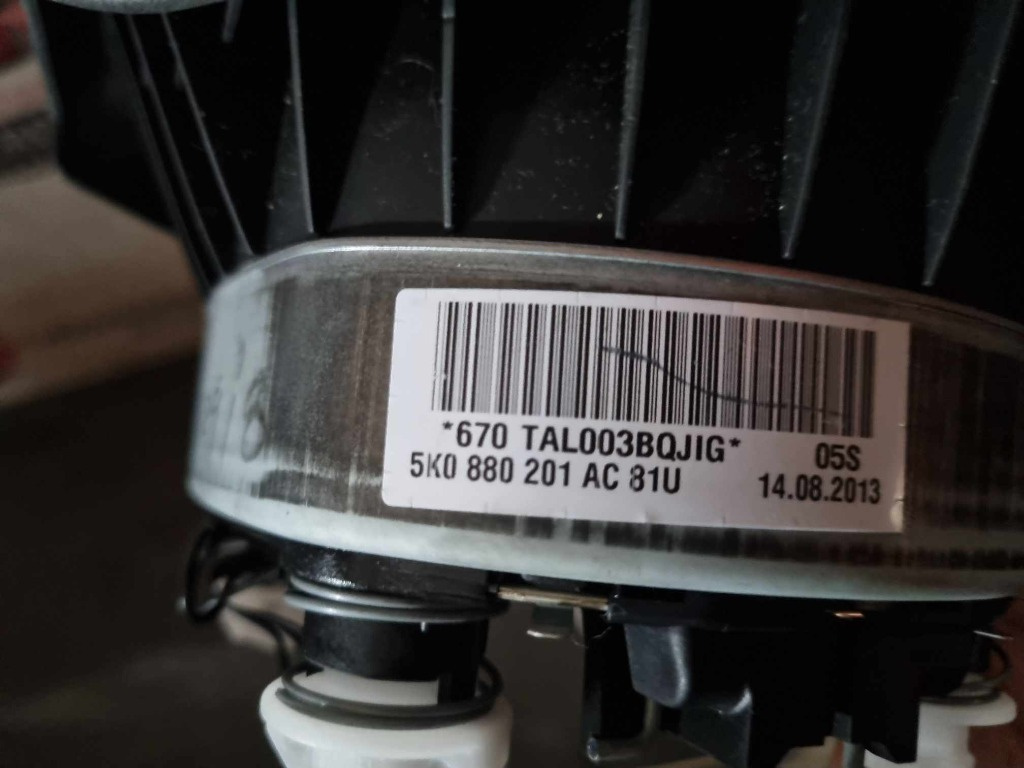 *670 TAL003BQJIG*
05S
5K0 880 201 AC 81U
14.08.2013